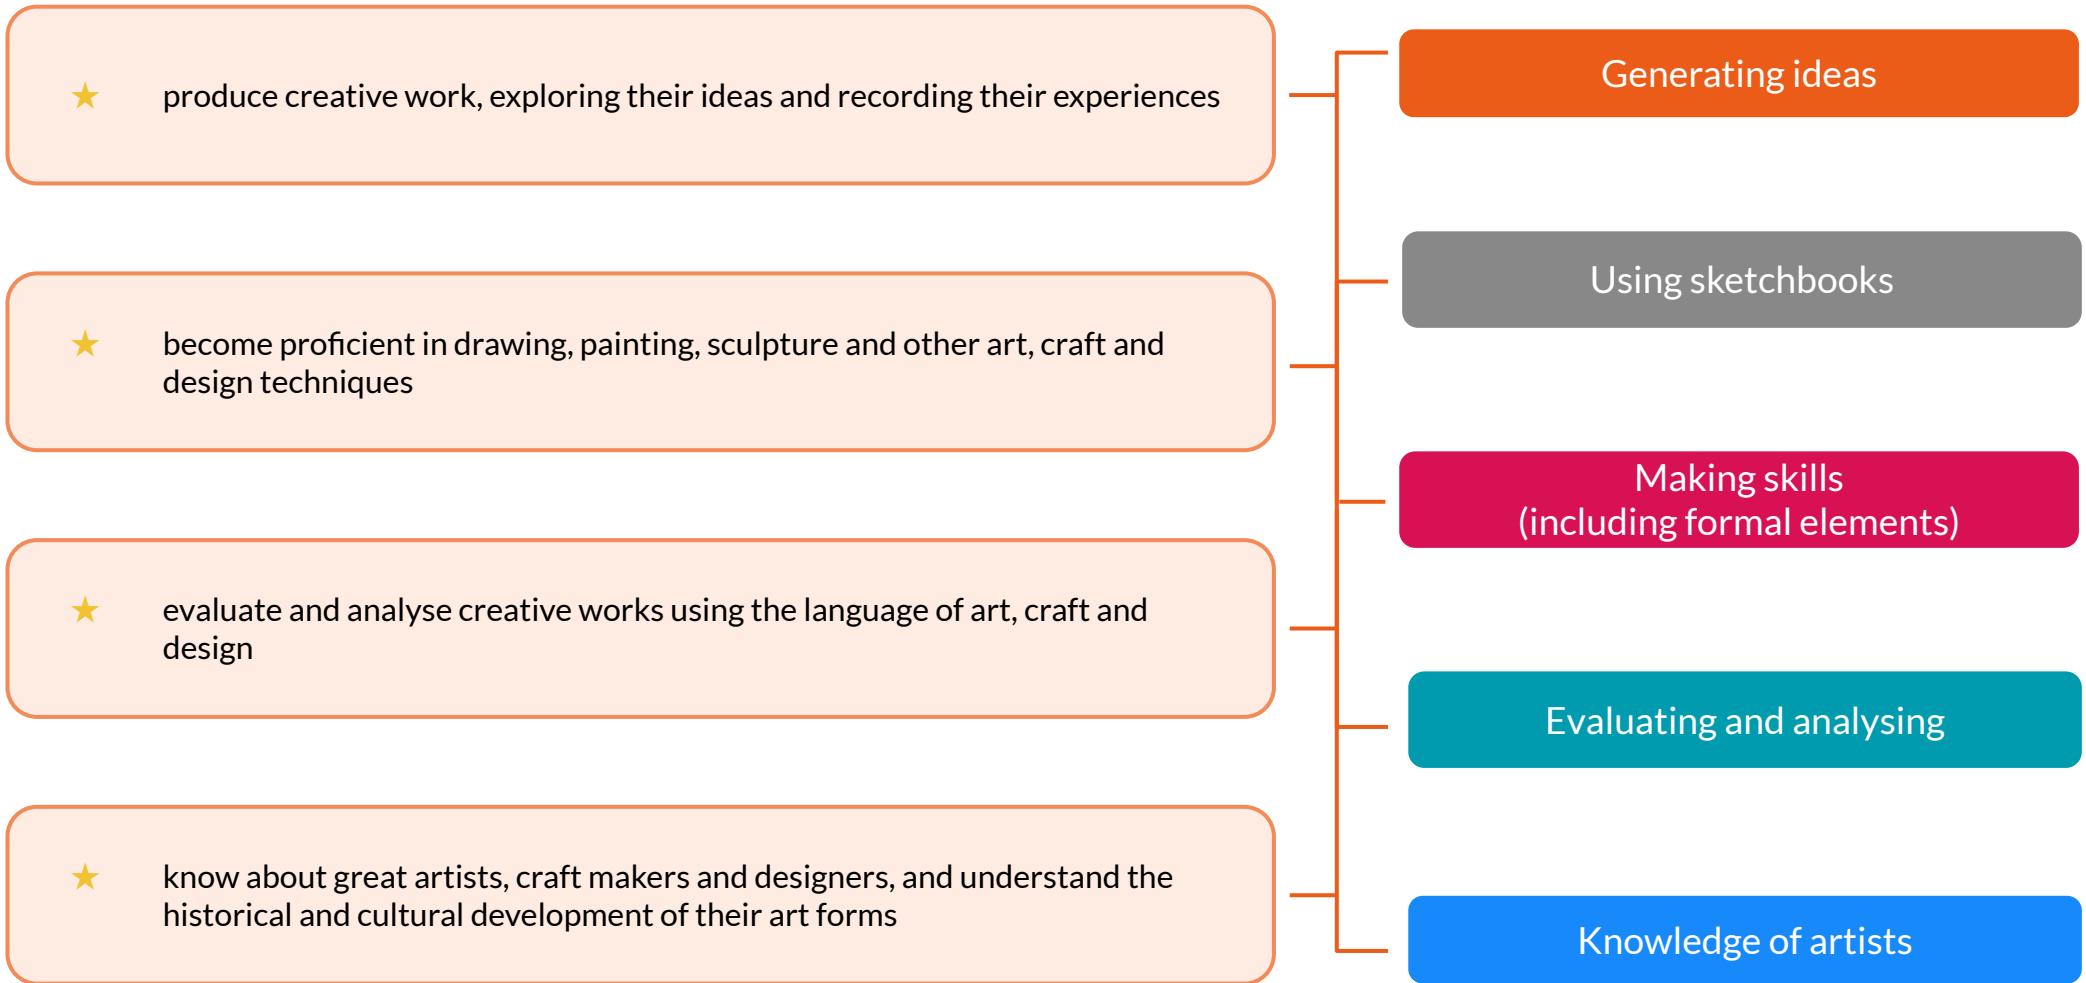 produce creative work, exploring their ideas and recording their experiences
become proficient in drawing, painting, sculpture and other art, craft and
design techniques
evaluate and analyse creative works using the language of art, craft and
design
know about great artists, craft makers and designers, and understand the
historical and cultural development of their art forms
Generating ideas
Using sketchbooks
Making skills
(including formal elements)
Evaluating and analysing
Knowledge of artists